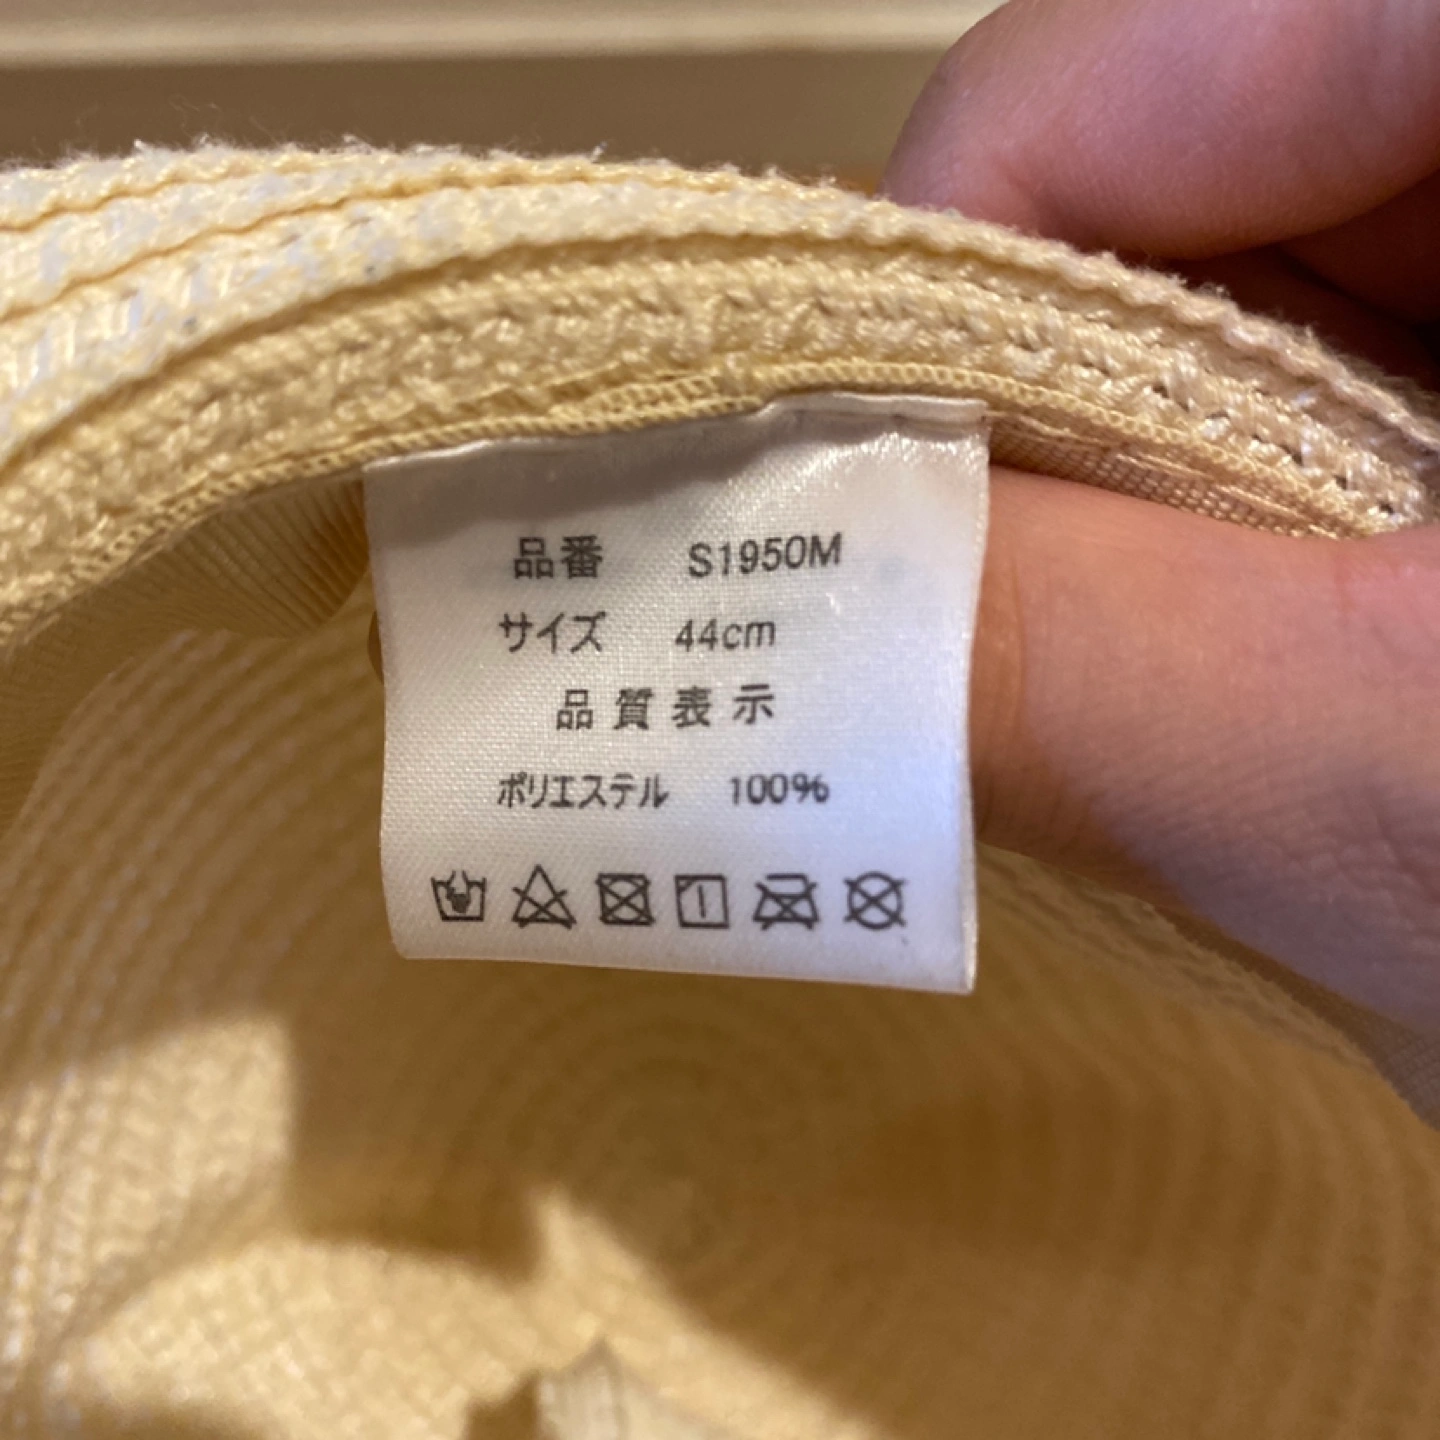 品番 S1950M
サイズ 44cm
品質表示
ポリエステル 100%